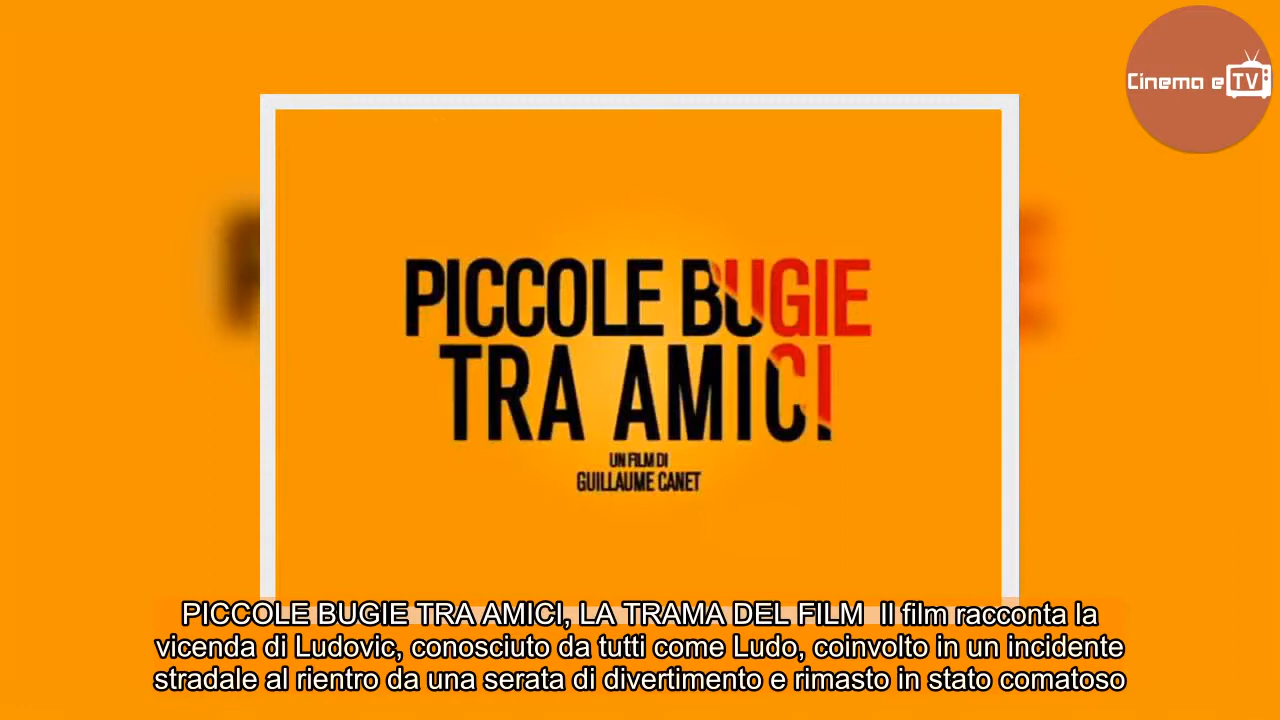 Cinema e TV
PICCOLE BUGIE
TRA AMICI
UN FILM DI
GUILLAUME CANET
PICCOLE BUGIE TRA AMICI, LA TRAMA DEL FILM Il film racconta la
vicenda di Ludovic, conosciuto da tutti come Ludo, coinvolto in un incidente
stradale al rientro da una serata di divertimento e rimasto in stato comatoso